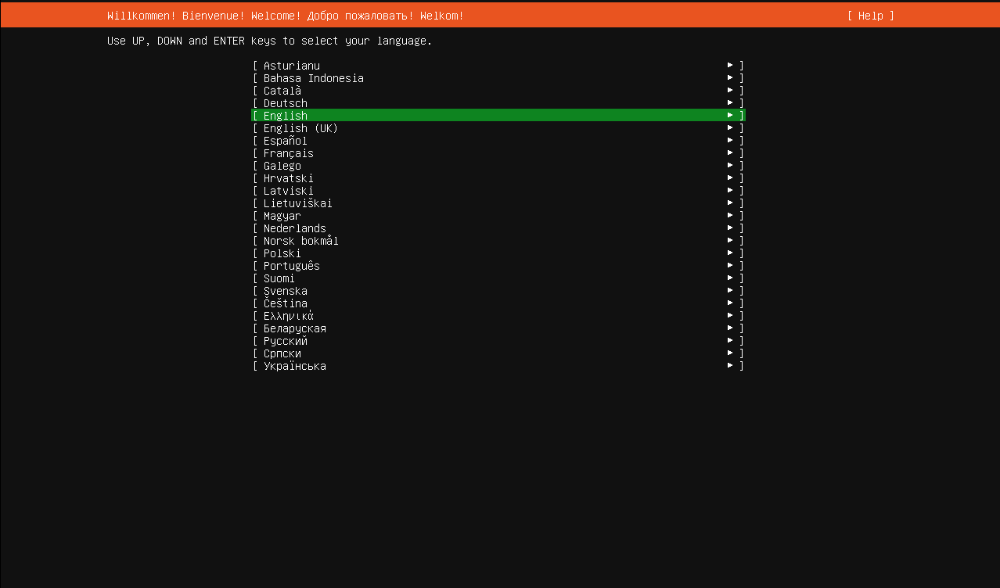 Willkommen! Bienvenue! Welcome! Добро пожаловать! Welkom! [ Help ]
Use UP, DOWN and ENTER keys to select your language.
[ Asturianu ► ]
[ Bahasa Indonesia ► ]
[ Català ► ]
[ Deutsch ► ]
[ English ► ]
[ English (UK) ► ]
[ Español ► ]
[ Français ► ]
[ Galego ► ]
[ Hrvatski ► ]
[ Latviski ► ]
[ Lietuviškai ► ]
[ Magyar ► ]
[ Nederlands ► ]
[ Norsk bokmål ► ]
[ Polski ► ]
[ Português ► ]
[ Suomi ► ]
[ Svenska ► ]
[ Čeština ► ]
[ Ελληνικά ► ]
[ Беларуская ► ]
[ Русский ► ]
[ Српски ► ]
[ Українська ► ]